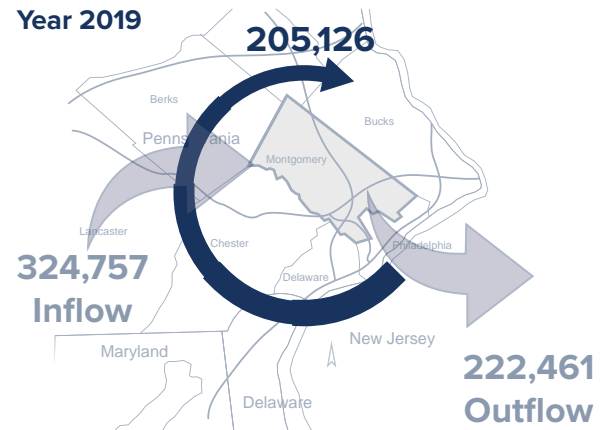 Year 2019
205,126
Berks
Bucks
Pennsylvania
Montgomery
Lancaster
Chester
Philadelphia
324,757
Inflow
Delaware
New Jersey
Maryland
222,461
Outflow
Delaware